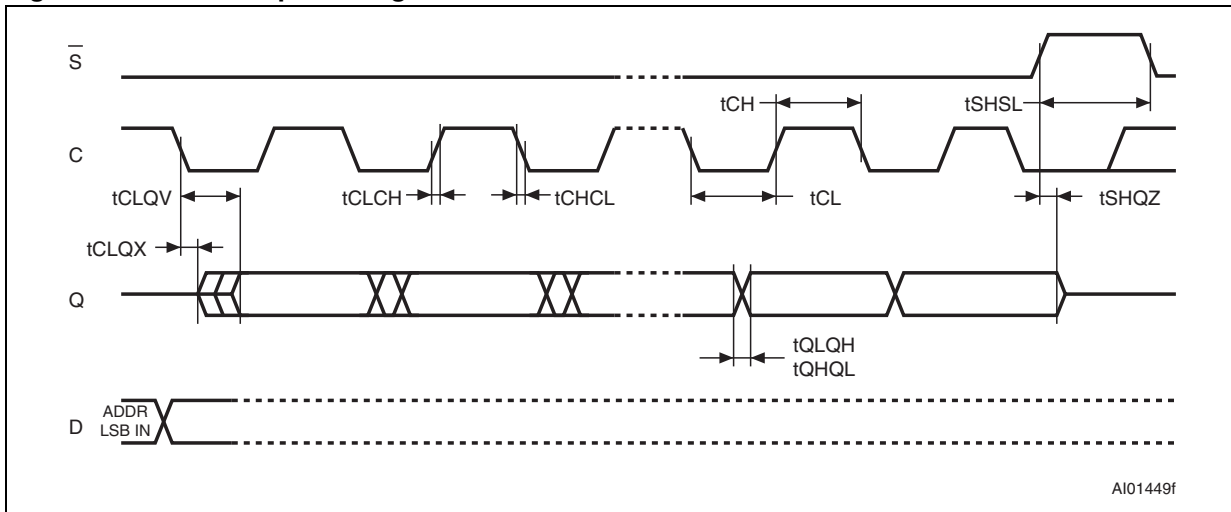 S
tCH
tSHSL
C
tCLQV
tCLCH
tCHCL
tCL
tSHQZ
tCLQX
Q
tQLQH
tQHQL
ADDR
D
LSB IN
AI01449f